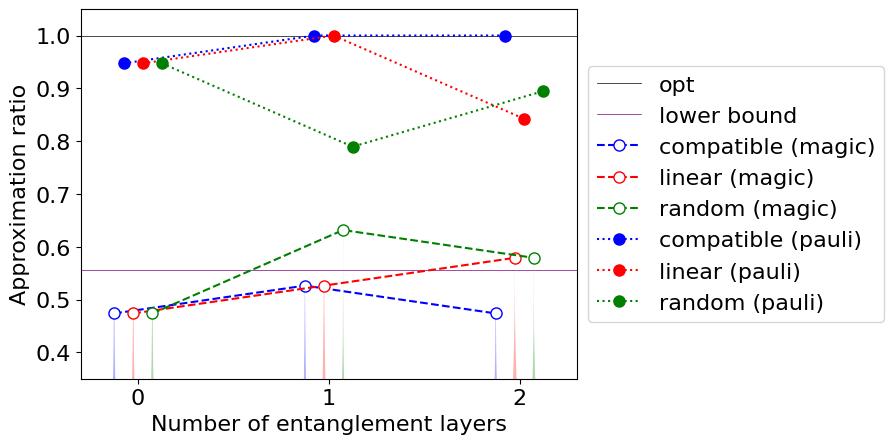 1.0
0.9
0.8
0.7
0.6
0.5
0.4
Approximation ratio
0 1 2
Number of entanglement layers
opt
lower bound
compatible (magic)
linear (magic)
random (magic)
compatible (pauli)
linear (pauli)
random (pauli)